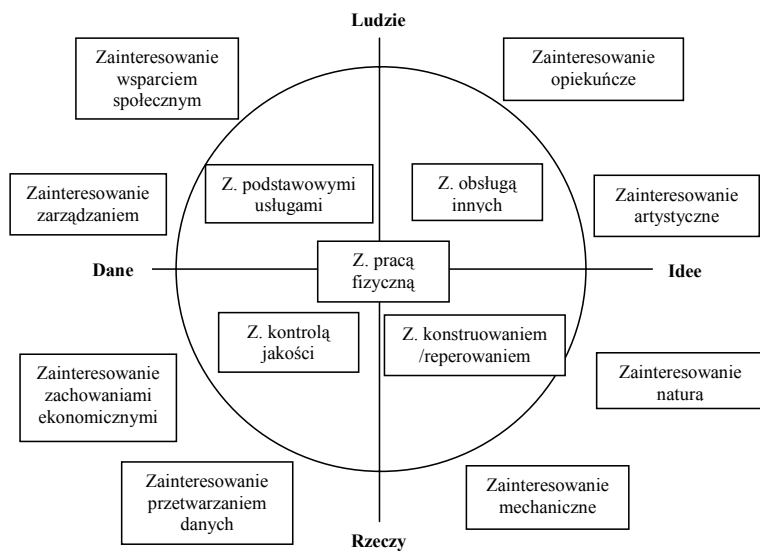 Ludzie
Zainteresowanie
wsparciem
społecznym
Zainteresowanie
opiekuńcze
Z. podstawowymi
usługami
Z. obsługą
innych
Zainteresowanie
zarządzaniem
Zainteresowanie
artystyczne
Dane
Z. pracą
fizyczną
Idee
Z. kontrolą
jakości
Z. konstruowaniem
/reperowaniem
Zainteresowanie
zachowaniami
ekonomicznymi
Zainteresowanie
naturą
Zainteresowanie
przetwarzaniem
danych
Zainteresowanie
mechaniczne
Rzeczy